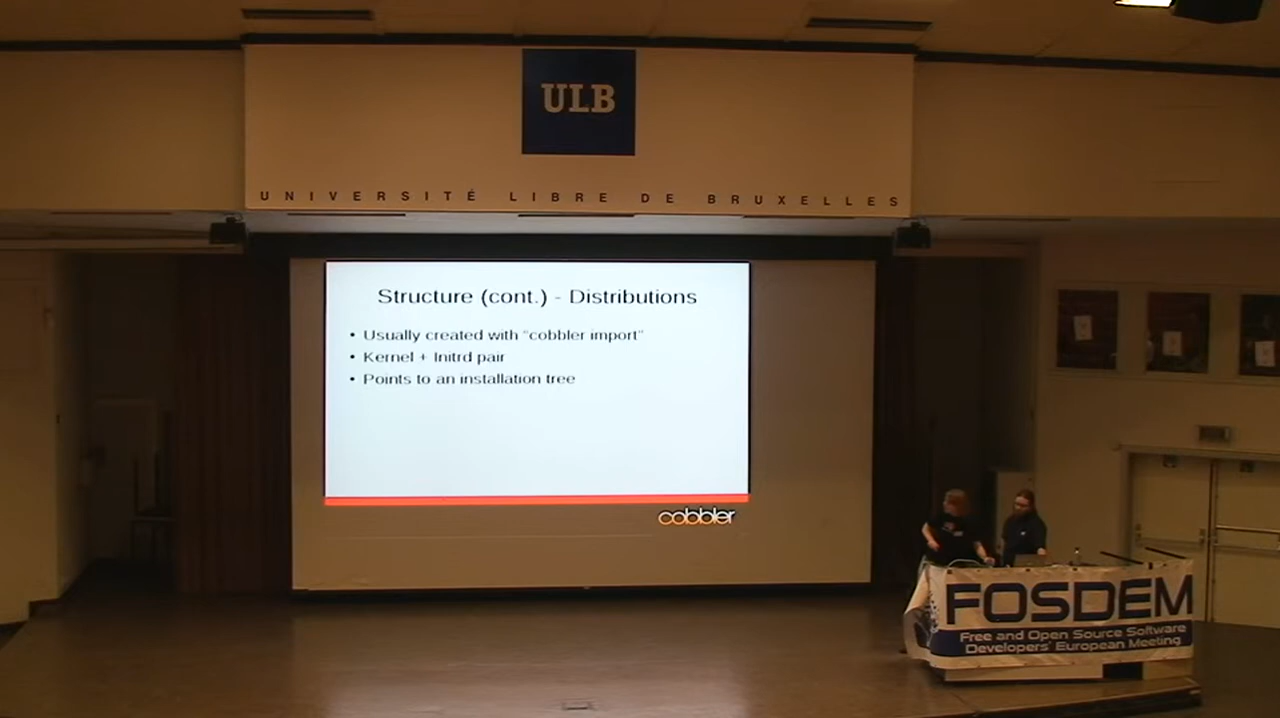 ULB
UNIVERSITÉ LIBRE DE BRUXELLES
Structure (cont.) - Distributions
• Usually created with "cobbler import"
• Kernel + Initrd pair
• Points to an installation tree
cobbler
FOSDEM
Free and Open Source Software
Developers' European Meeting